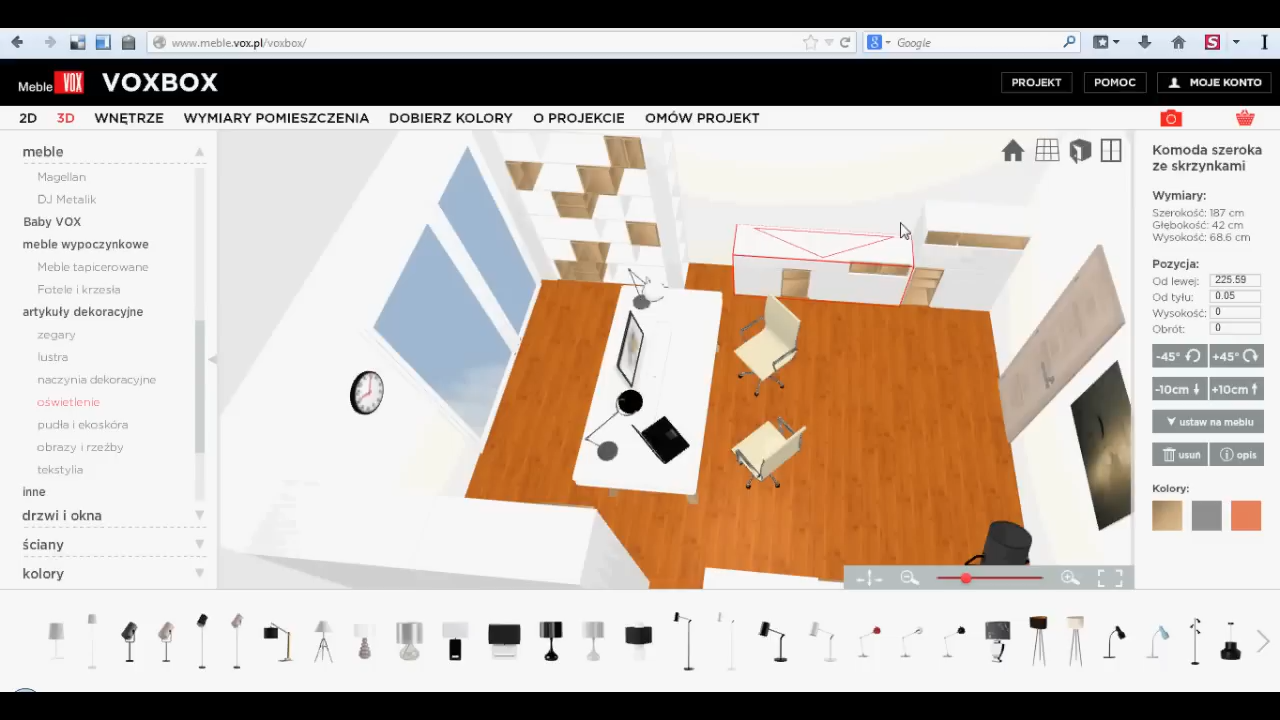 www.meble.vox.pl/voxbox/
Google
Meble VOX VOXBOX
PROJEKT
POMOC
MOJE KONTO
2D
3D
WNĘTRZE
WYMIARY POMIESZCZENIA
DOBIERZ KOLORY
O PROJEKCIE
OMÓW PROJEKT
meble
Magellan
DJ Metalik
Baby VOX
meble wypoczynkowe
Meble tapicerowane
Fotele i krzesła
artykuły dekoracyjne
zegary
lustra
naczynia dekoracyjne
oświetlenie
pudła i ekoskóra
obrazy i rzeźby
tekstylia
inne
drzwi i okna
ściany
kolory
Komoda szeroka
ze skrzynkami
Wymiary:
Szerokość: 187 cm
Głębokość: 42 cm
Wysokość: 68.6 cm
Pozycja:
Od lewej: 225.59
Od tyłu: 0.05
Wysokość: 0
Obrót: 0
-45°
+45°
-10cm
+10cm
ustaw na meblu
usuń
opis
Kolory: